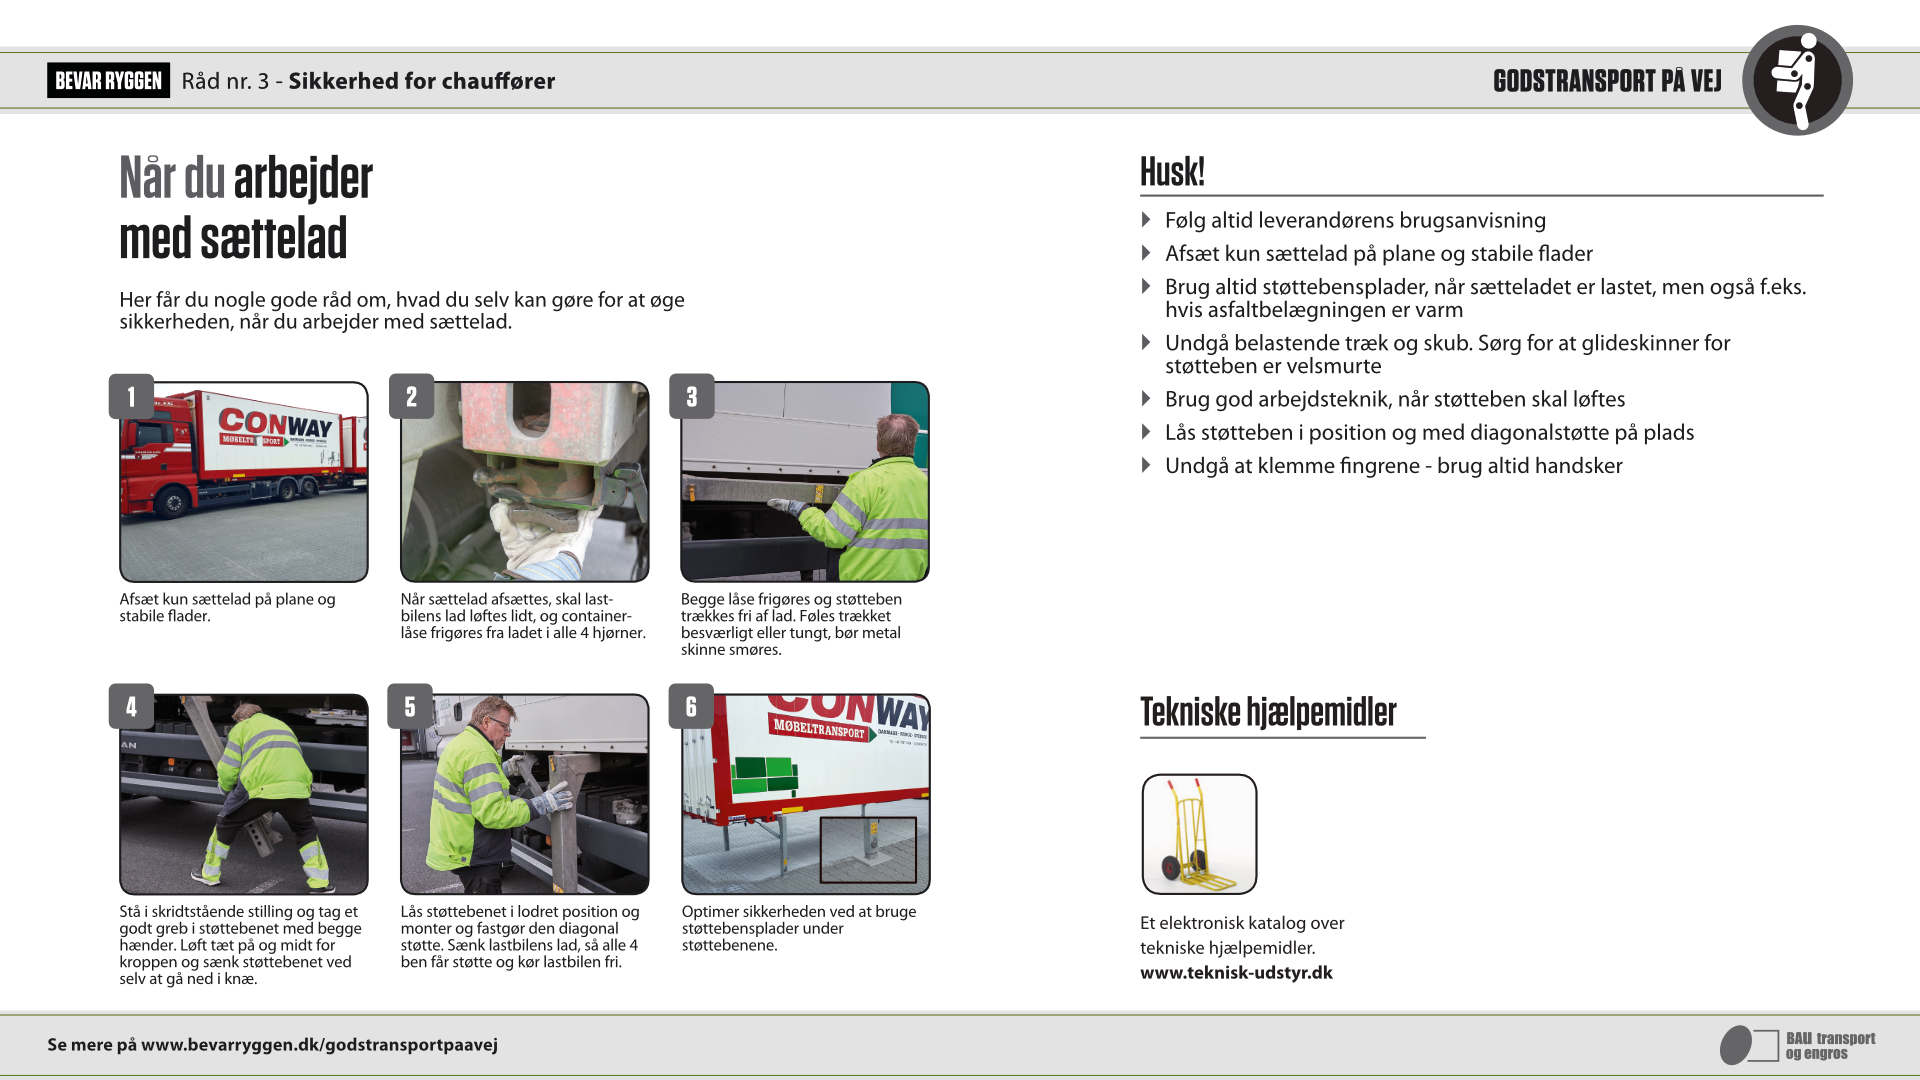 BEVAR RYGGEN Råd nr. 3 - Sikkerhed for chauffører
GODSTRANSPORT PÅ VEJ
Når du arbejder
med sættelad
Her får du nogle gode råd om, hvad du selv kan gøre for at øge
sikkerheden, når du arbejder med sættelad.
1
CONWAY
MØBELTR SPORT
Afsæt kun sættelad på plane og
stabile flader.
2
Når sættelad afsættes, skal last-
bilens lad løftes lidt, og container-
låse frigøres fra ladet i alle 4 hjørner.
3
Begge låse frigøres og støtteben
trækkes fri af lad. Føles trækket
besværligt eller tungt, bør metal
skinne smøres.
4
AN
Stå i skridtstående stilling og tag et
godt greb i støttebenet med begge
hænder. Løft tæt på og midt for
kroppen og sænk støttebenet ved
selv at gå ned i knæ.
5
Lås støttebenet i lodret position og
monter og fastgør den diagonal
støtte. Sænk lastbilens lad, så alle 4
ben får støtte og kør lastbilen fri.
6
CONWAY
MØBELTRANSPORT
DANMARK · NORGE · SVERIGE
Optimer sikkerheden ved at bruge
støttebensplader under
støttebenene.
Husk!
Følg altid leverandørens brugsanvisning
Afsæt kun sættelad på plane og stabile flader
Brug altid støttebensplader, når sætteladet er lastet, men også f.eks.
hvis asfaltbelægningen er varm
Undgå belastende træk og skub. Sørg for at glideskinner for
støtteben er velsmurte
Brug god arbejdsteknik, når støtteben skal løftes
Lås støtteben i position og med diagonalstøtte på plads
Undgå at klemme fingrene - brug altid handsker
Tekniske hjælpemidler
Et elektronisk katalog over
tekniske hjælpemidler.
www.teknisk-udstyr.dk
Se mere på www.bevarryggen.dk/godstransportpaavej
BAU transport
og engros